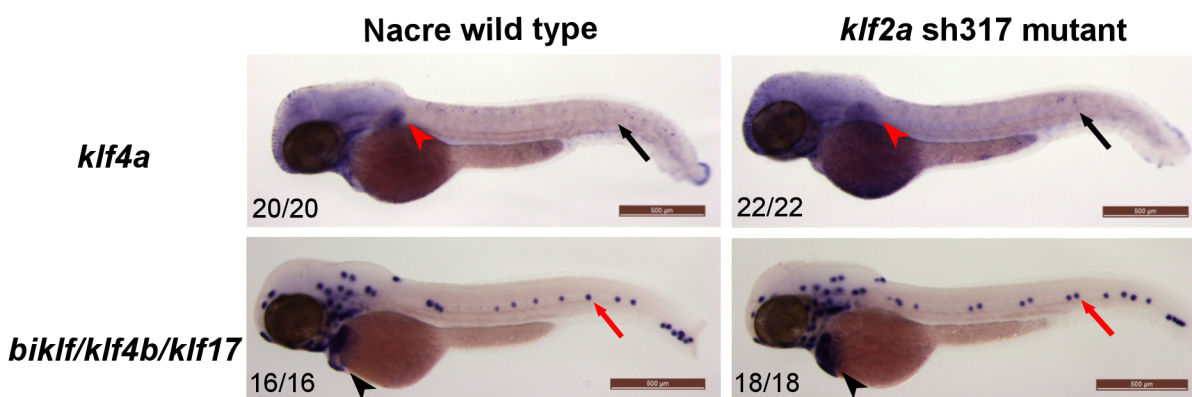 Nacre wild type
klf2a sh317 mutant
klf4a
20/20
500 µm
22/22
500 µm
biklf/klf4b/klf17
16/16
500 µm
18/18
500 µm